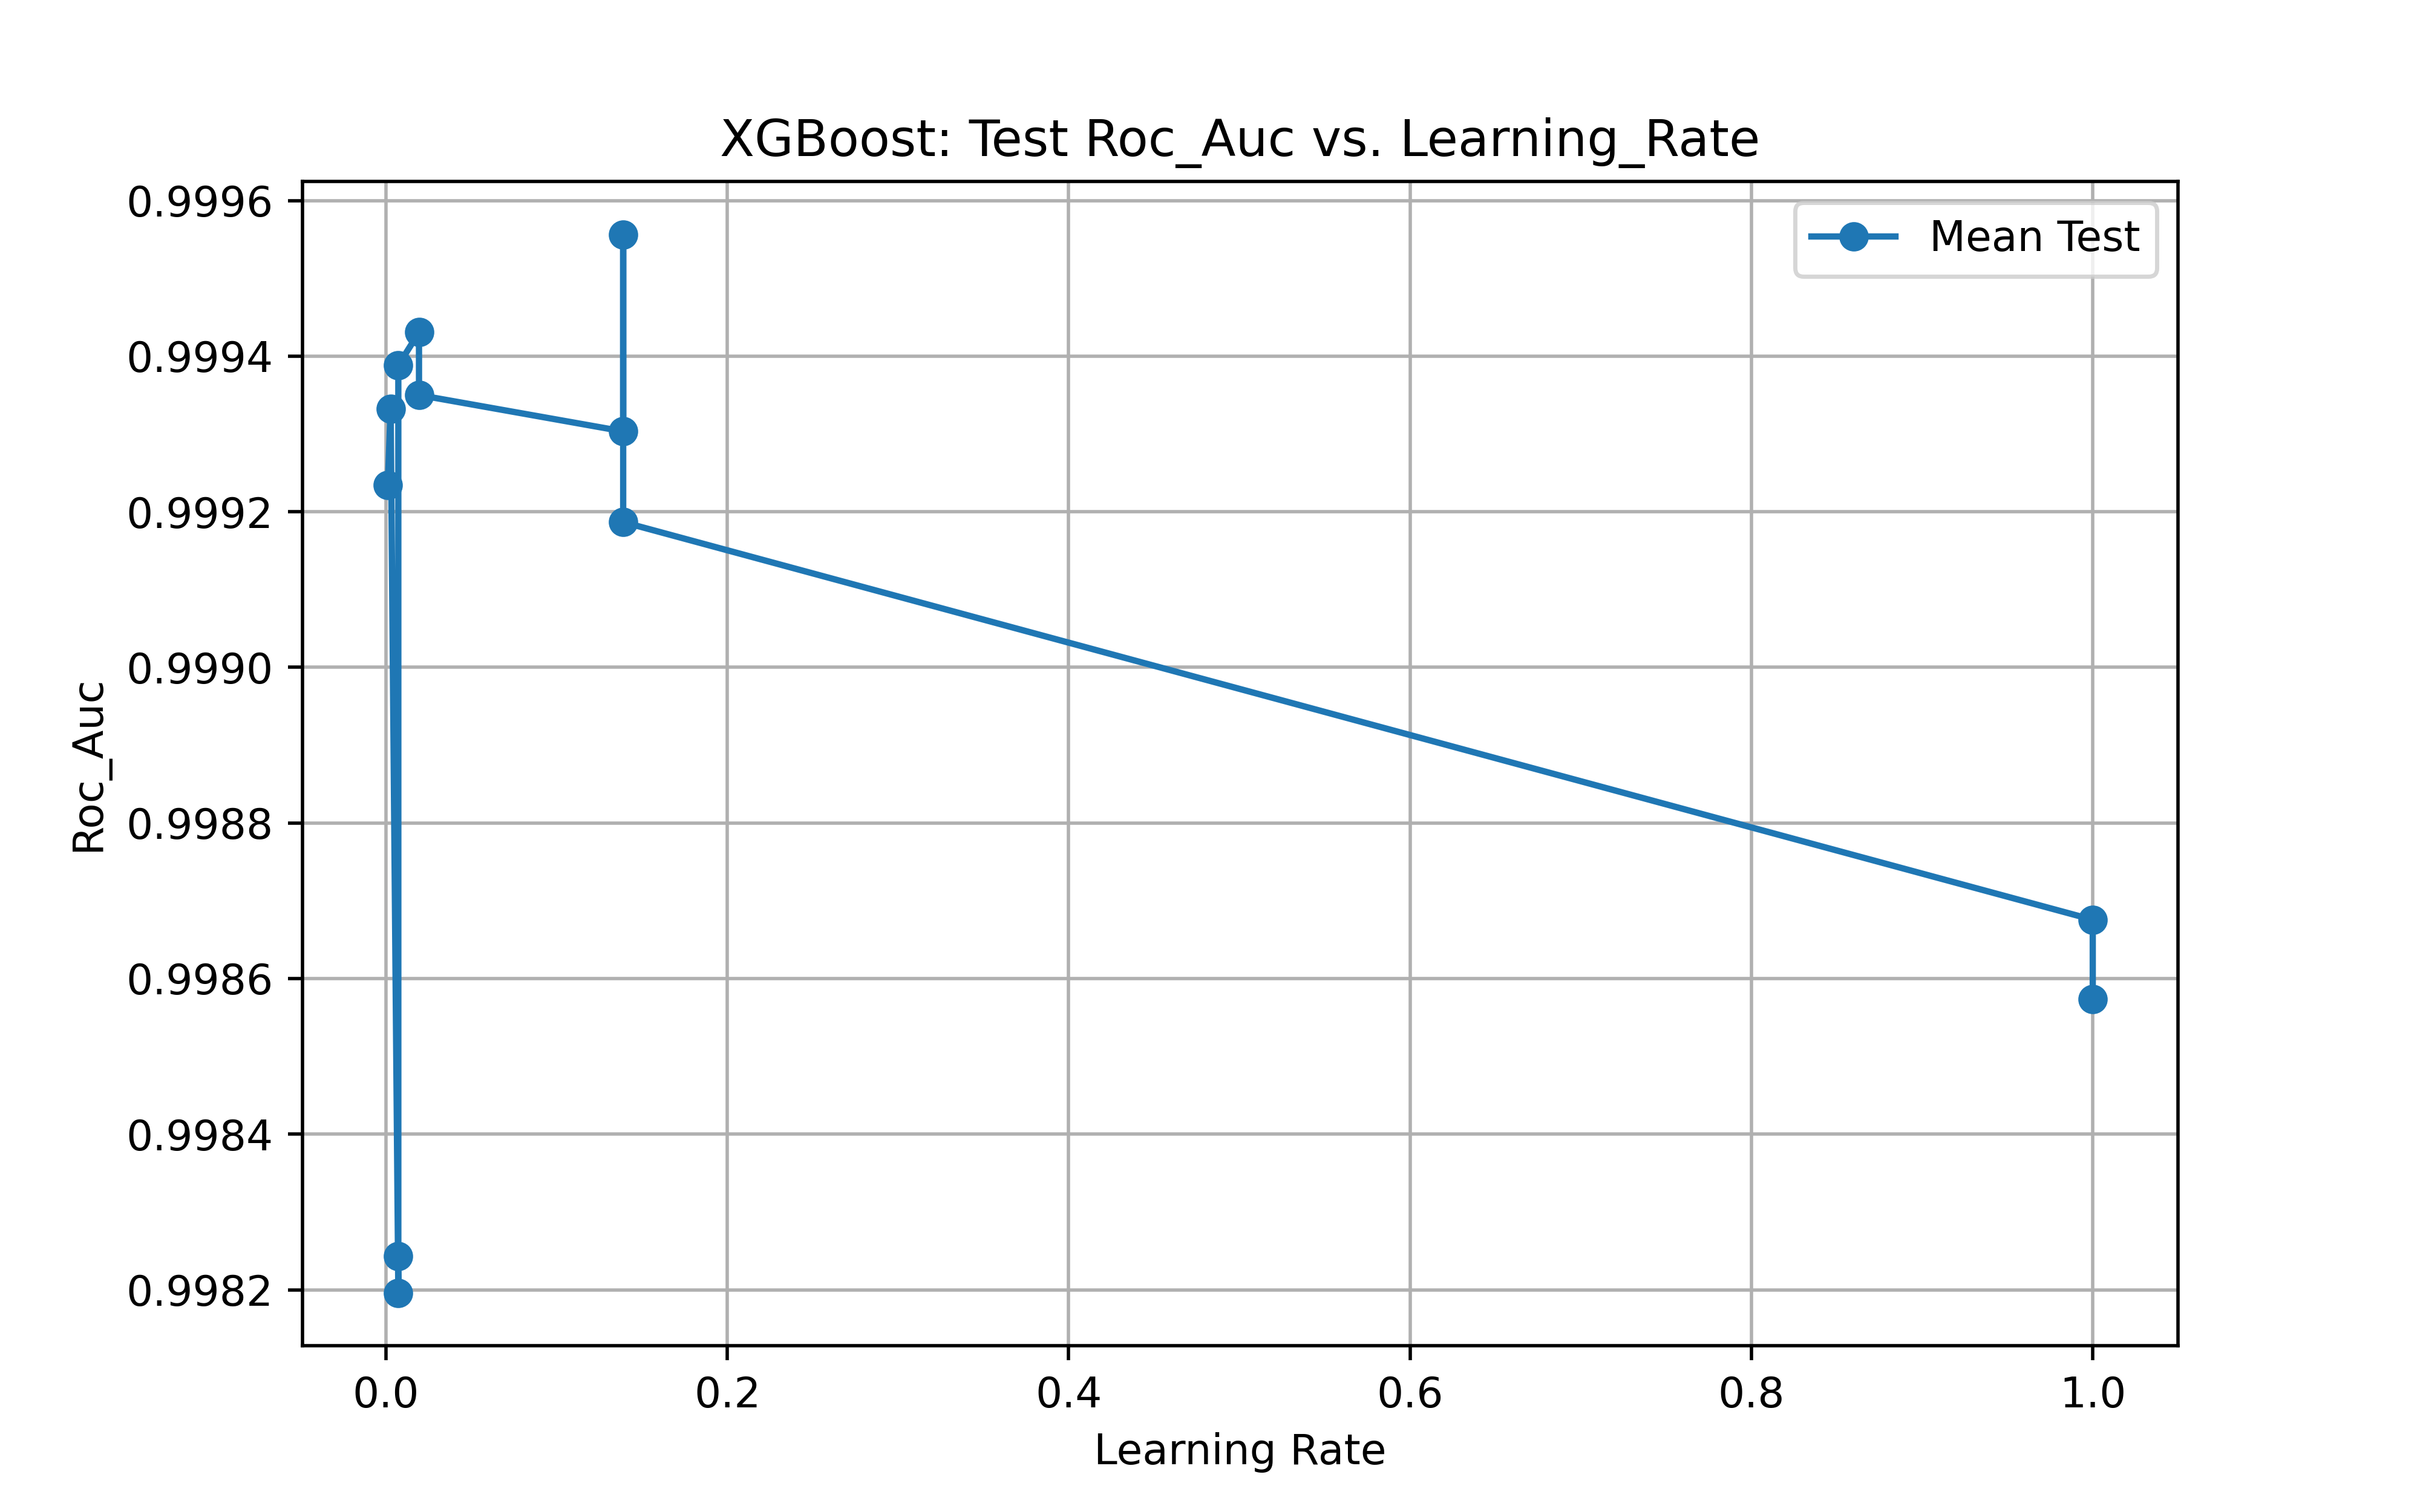 XGBoost: Test Roc_Auc vs. Learning_Rate
Mean Test
Roc_Auc
0.9996
0.9994
0.9992
0.9990
0.9988
0.9986
0.9984
0.9982
0.0 0.2 0.4 0.6 0.8 1.0
Learning Rate